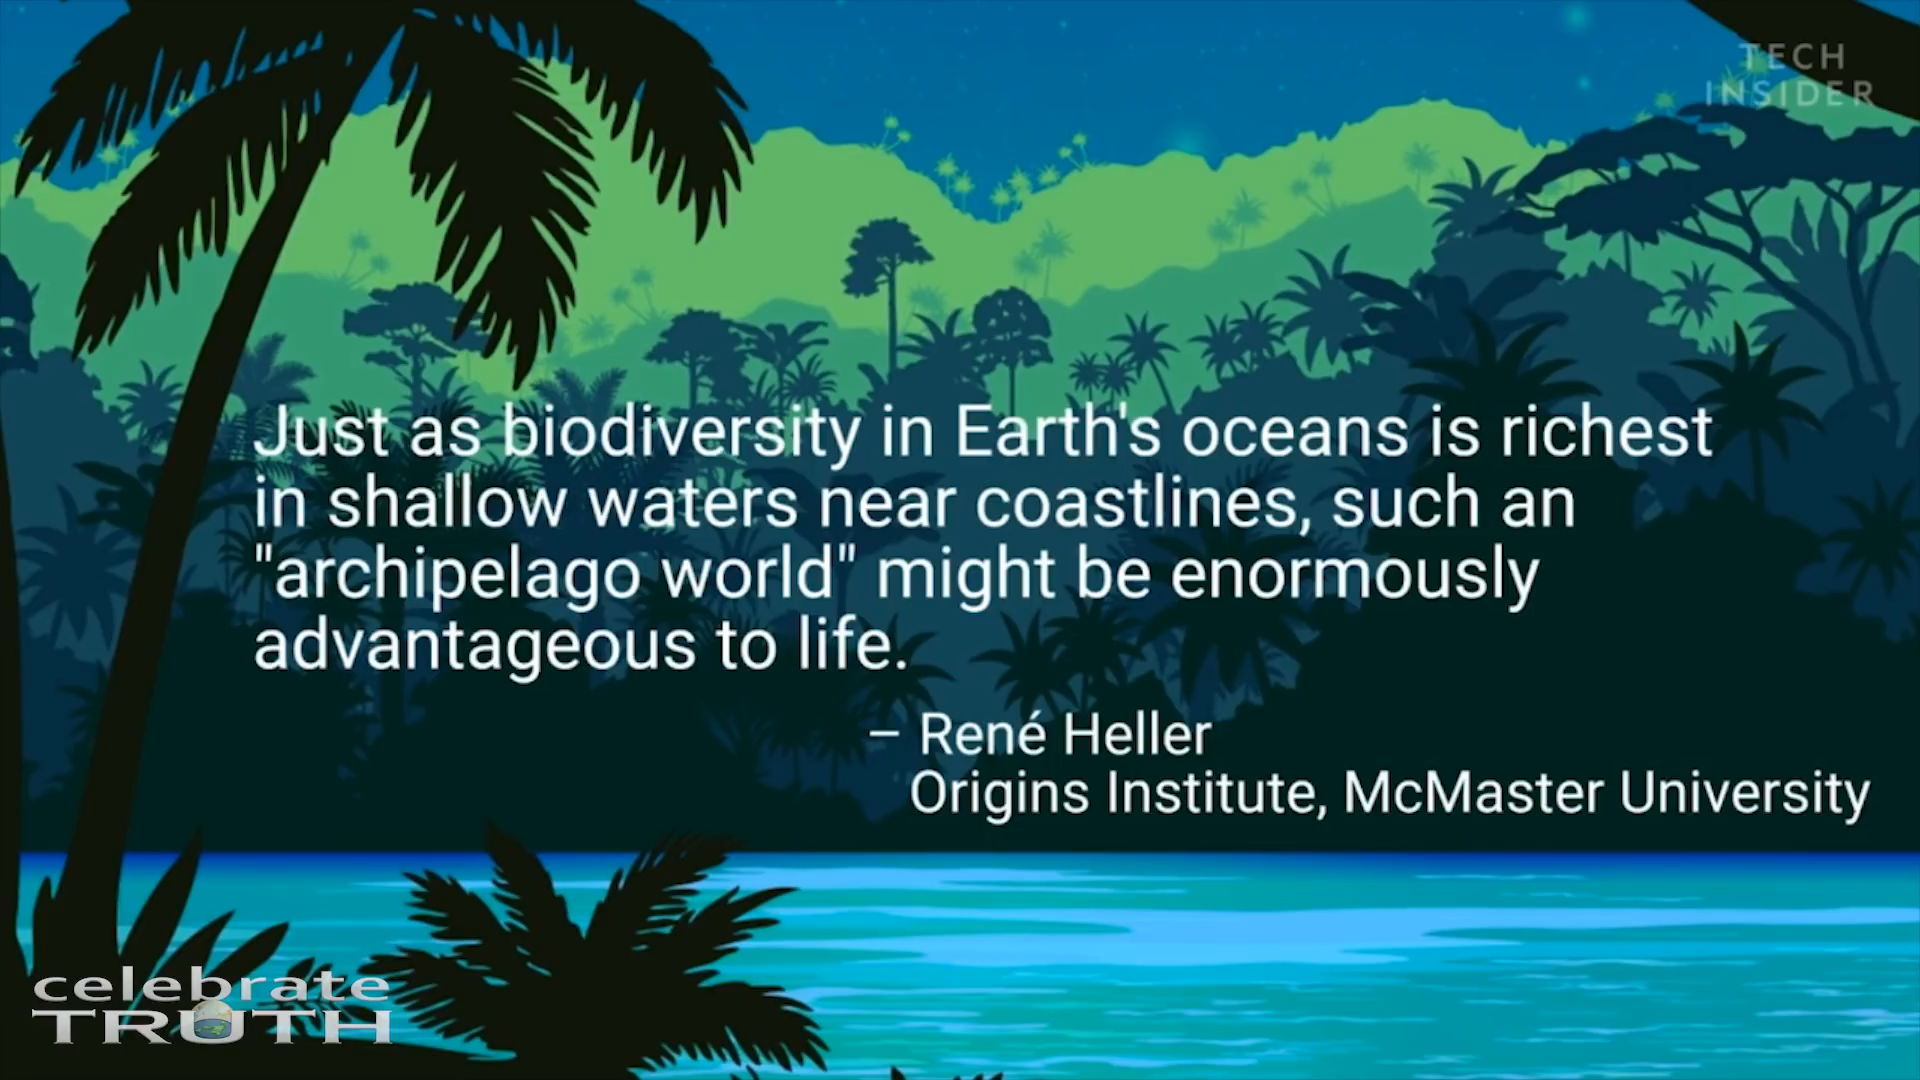 TECH
INSIDER
Just as biodiversity in Earth's oceans is richest
in shallow waters near coastlines, such an
"archipelago world" might be enormously
advantageous to life.
– René Heller
Origins Institute, McMaster University
celebrate
TRUTH